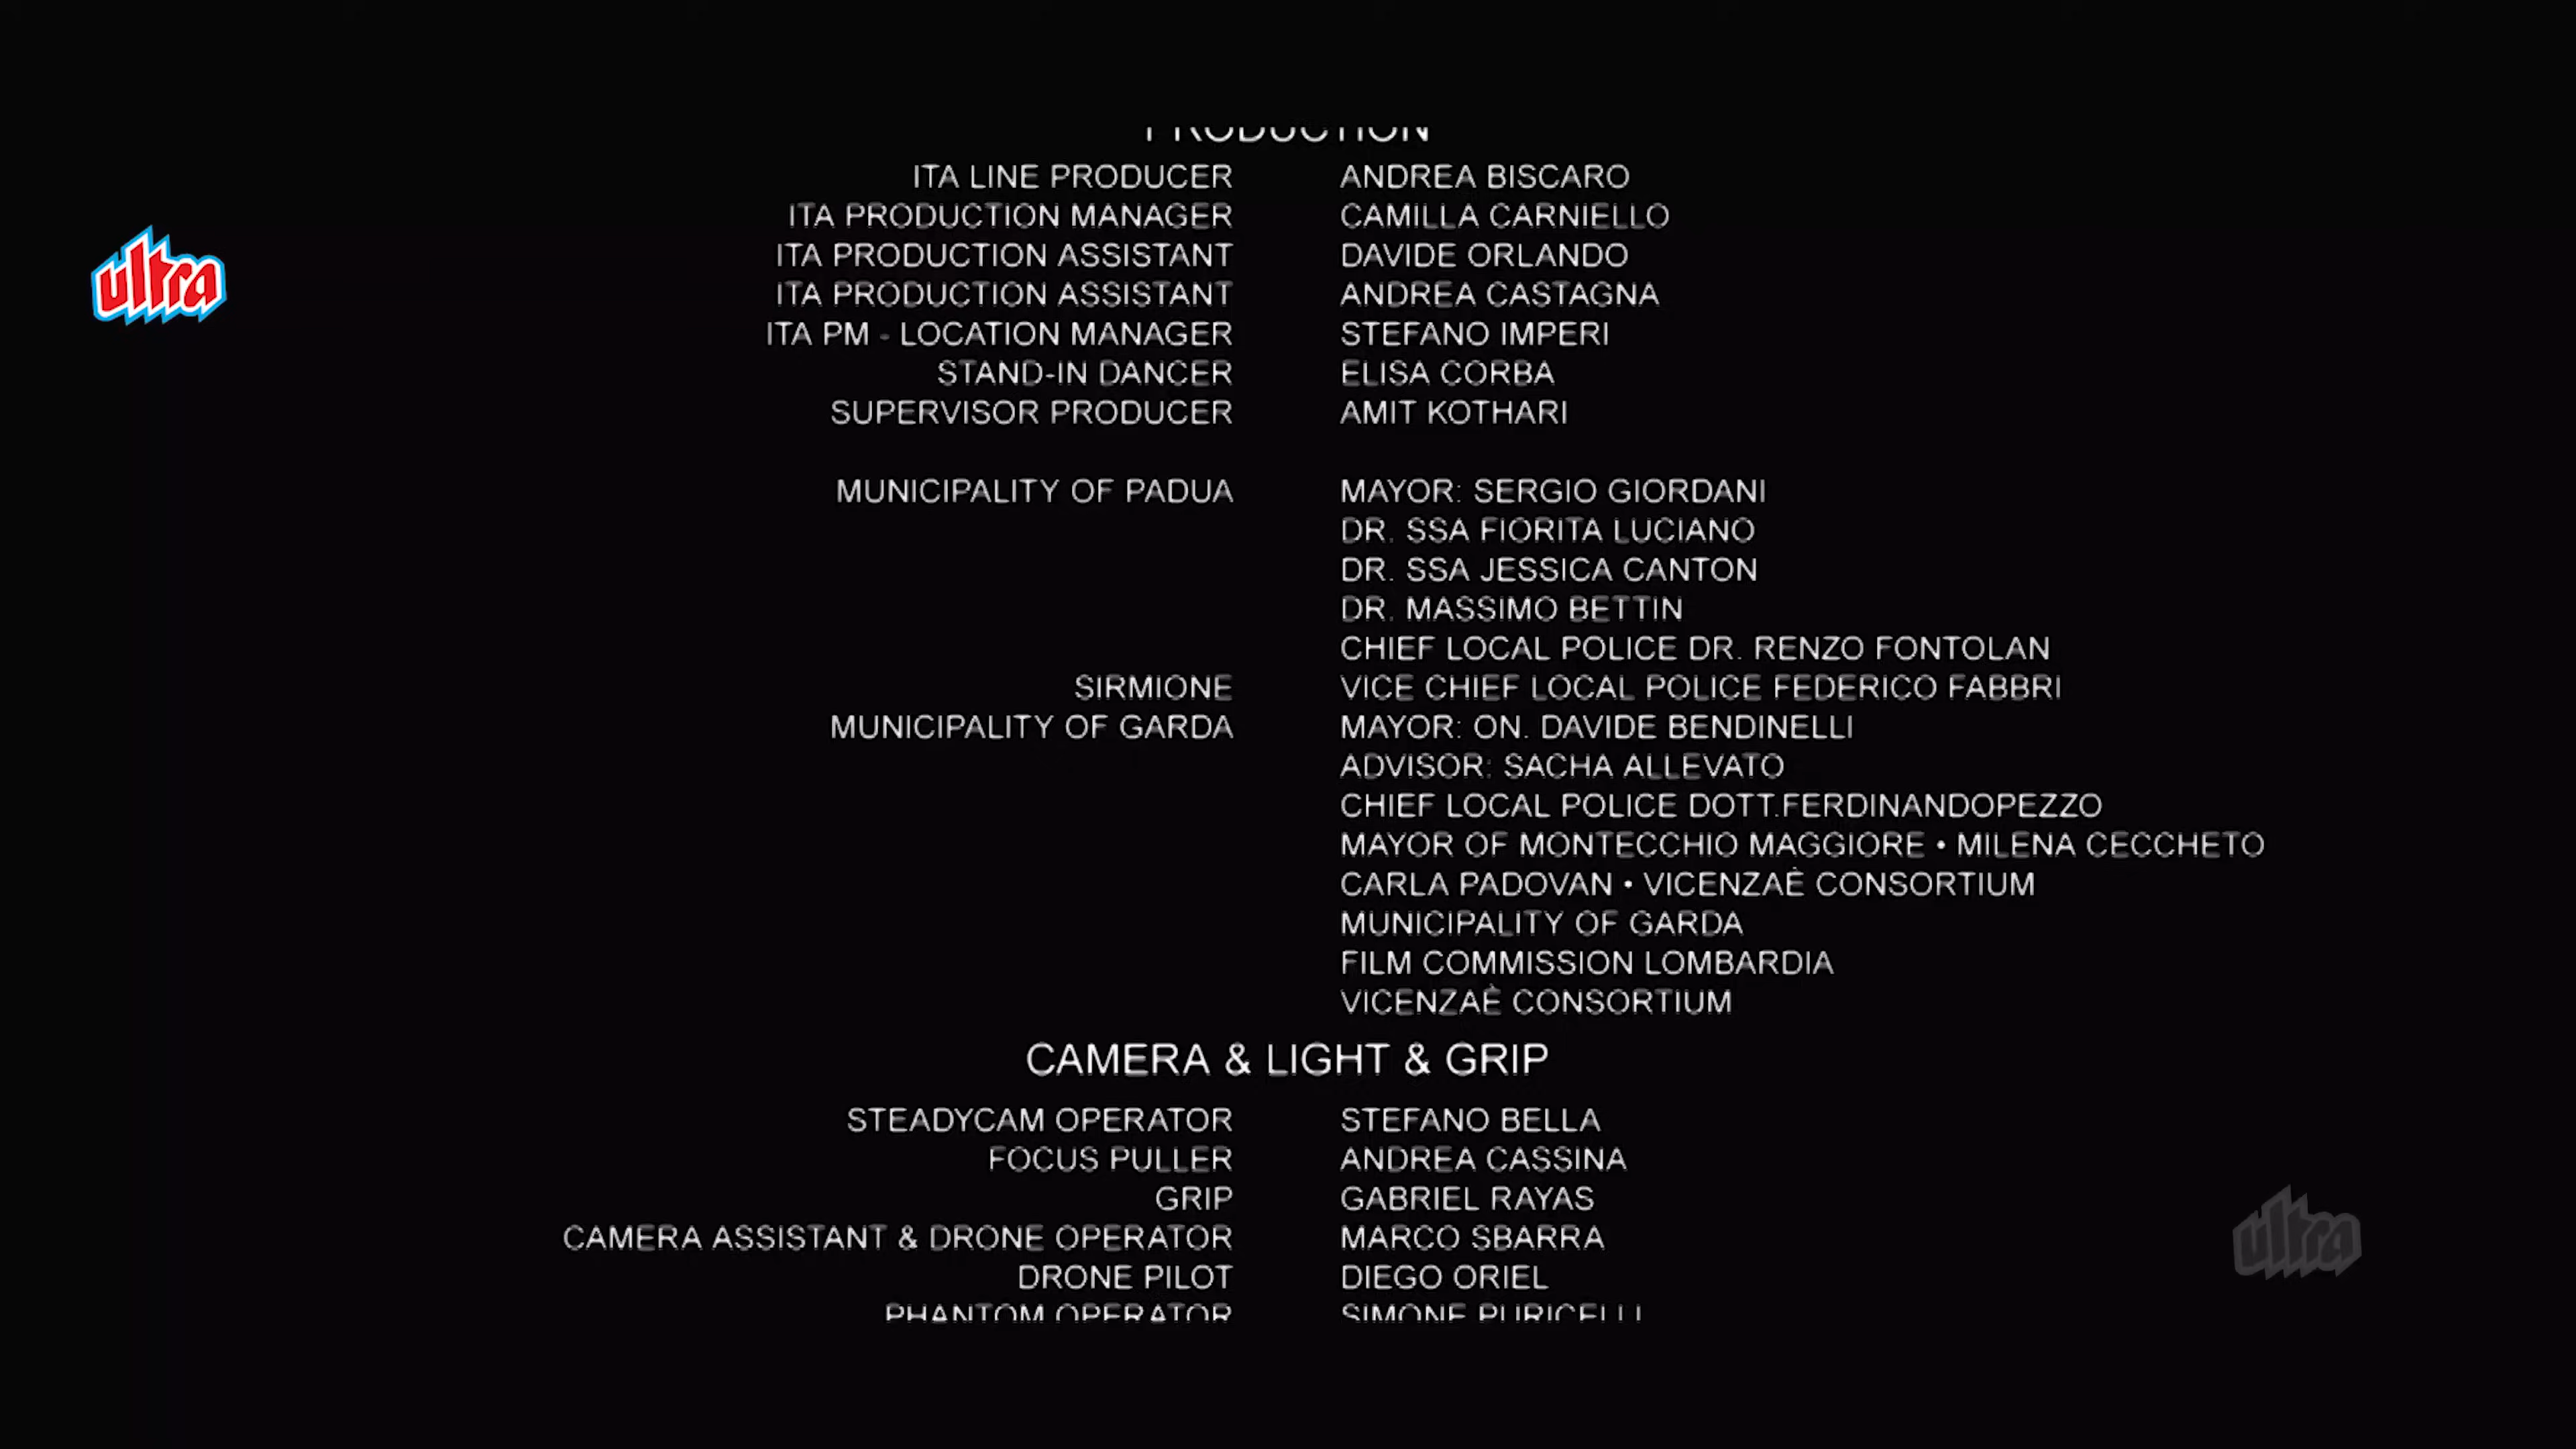 PRODUCTION
ITA LINE PRODUCER ANDREA BISCARO
ITA PRODUCTION MANAGER CAMILLA CARNIELLO
ultra
ITA PRODUCTION ASSISTANT DAVIDE ORLANDO
ITA PRODUCTION ASSISTANT ANDREA CASTAGNA
ITA PM - LOCATION MANAGER STEFANO IMPERI
STAND-IN DANCER ELISA CORBA
SUPERVISOR PRODUCER AMIT KOTHARI
MUNICIPALITY OF PADUA MAYOR: SERGIO GIORDANI
DR. SSA FIORITA LUCIANO
DR. SSA JESSICA CANTON
DR. MASSIMO BETTIN
CHIEF LOCAL POLICE DR. RENZO FONTOLAN
SIRMIONE VICE CHIEF LOCAL POLICE FEDERICO FABBRI
MUNICIPALITY OF GARDA MAYOR: ON. DAVIDE BENDINELLI
ADVISOR: SACHA ALLEVATO
CHIEF LOCAL POLICE DOTT.FERDINANDOPEZZO
MAYOR OF MONTECCHIO MAGGIORE • MILENA CECCHETO
CARLA PADOVAN • VICENZAÈ CONSORTIUM
MUNICIPALITY OF GARDA
FILM COMMISSION LOMBARDIA
VICENZAÈ CONSORTIUM
CAMERA & LIGHT & GRIP
STEADYCAM OPERATOR STEFANO BELLA
FOCUS PULLER ANDREA CASSINA
GRIP GABRIEL RAYAS
CAMERA ASSISTANT & DRONE OPERATOR MARCO SBARRA
DRONE PILOT DIEGO ORIEL
PHANTOM OPERATOR SIMONE PURICELLI
ultra